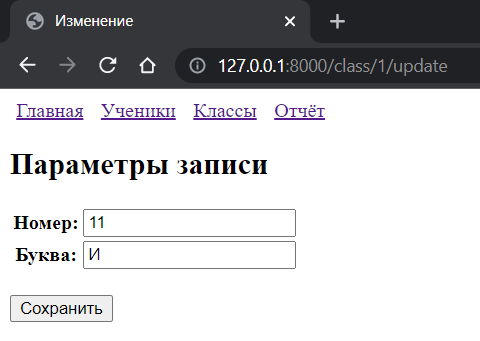 Изменение
127.0.0.1:8000/class/1/update
Главная Ученики Классы Отчёт
Параметры записи
Номер: 11
Буква: И
Сохранить